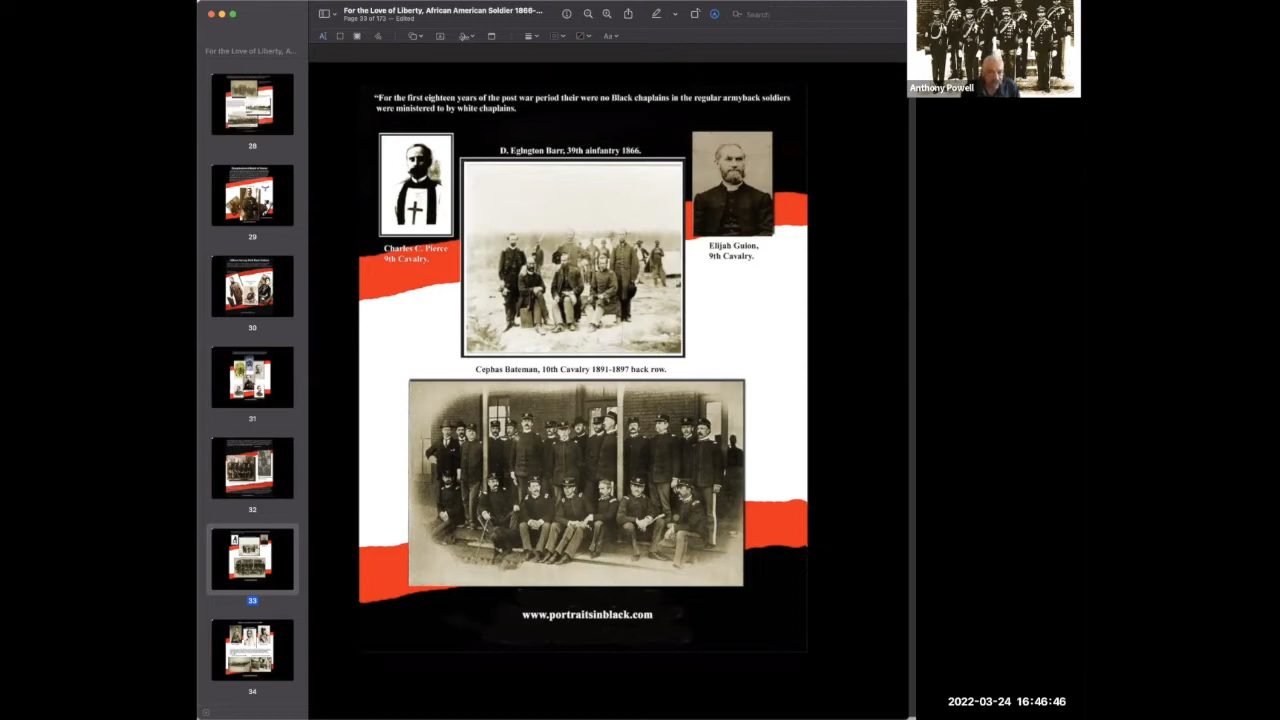 For the Love of Liberty, African American Soldier 1866-...
Page 33 of 173 — Edited
Search
Aa
For the Love of Liberty, A...
28
29
30
31
32
33
34
"For the first eighteen years of the post war period their were no Black chaplains in the regular armyback soldiers
were ministered to by white chaplains.
D. Egington Barr, 39th ainfantry 1866.
Charles C. Pierce
9th Cavalry.
Elijah Guion,
9th Cavalry.
Cephas Bateman, 10th Cavalry 1891-1897 back row.
www.portraitsinblack.com
Anthony Powell
2022-03-24 16:46:46